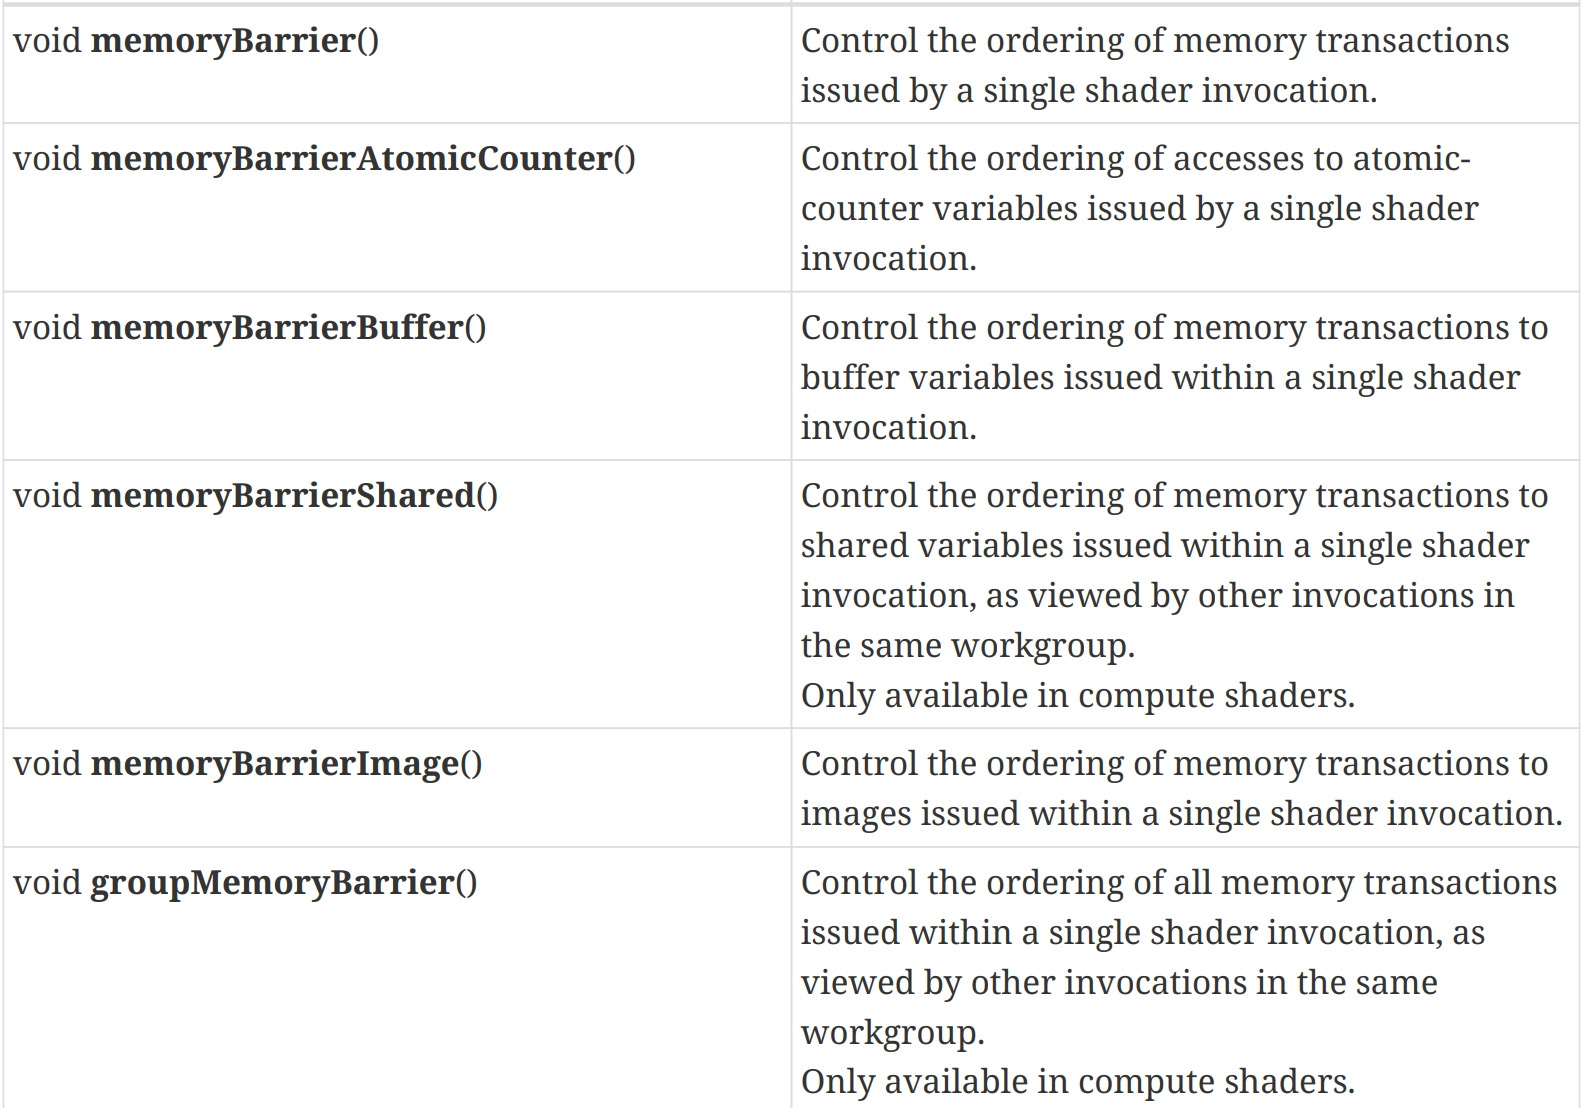 void memoryBarrier()
Control the ordering of memory transactions
issued by a single shader invocation.
void memoryBarrierAtomicCounter()
Control the ordering of accesses to atomic-
counter variables issued by a single shader
invocation.
void memoryBarrierBuffer()
Control the ordering of memory transactions to
buffer variables issued within a single shader
invocation.
void memoryBarrierShared()
Control the ordering of memory transactions to
shared variables issued within a single shader
invocation, as viewed by other invocations in
the same workgroup.
Only available in compute shaders.
void memoryBarrierImage()
Control the ordering of memory transactions to
images issued within a single shader invocation.
void groupMemoryBarrier()
Control the ordering of all memory transactions
issued within a single shader invocation, as
viewed by other invocations in the same
workgroup.
Only available in compute shaders.